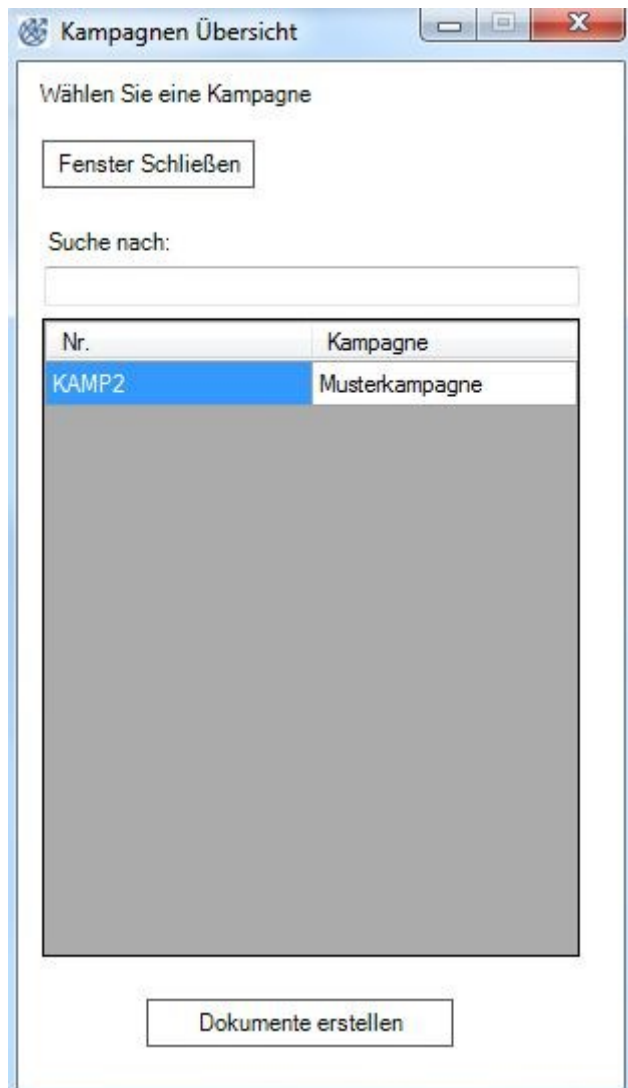 Kampagnen Übersicht
Wählen Sie eine Kampagne
Fenster Schließen
Suche nach:
Nr. Kampagne
KAMP2 Musterkampagne
Dokumente erstellen